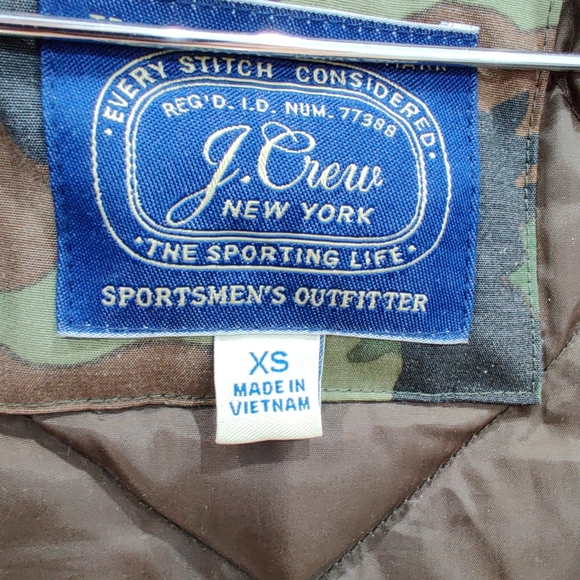 EVERY STITCH CONSIDERED.
REG'D. I.D. NUM. 77388
J.Crew
NEW YORK
·THE SPORTING LIFE·
SPORTSMEN'S OUTFITTER
XS
MADE IN
VIETNAM